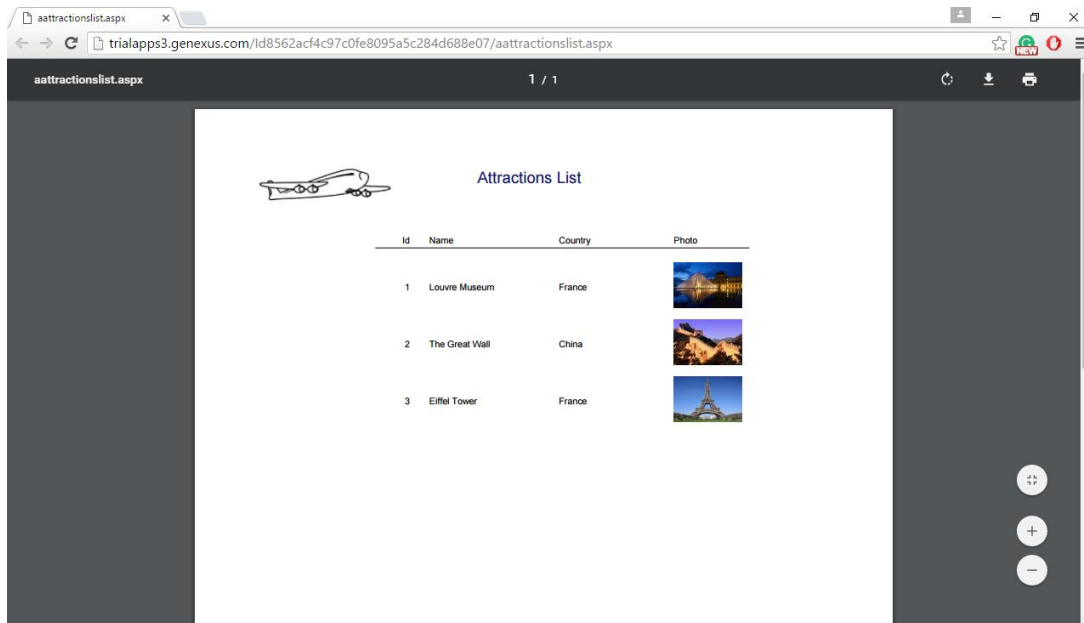 aattractionslist.aspx
trialapps3.genexus.com/Id8562acf4c97c0fe8095a5c284d688e07/aattractionslist.aspx
NEW
aattractionslist.aspx 1 / 1
Attractions List
Id Name Country Photo
1 Louvre Museum France
2 The Great Wall China
3 Eiffel Tower France